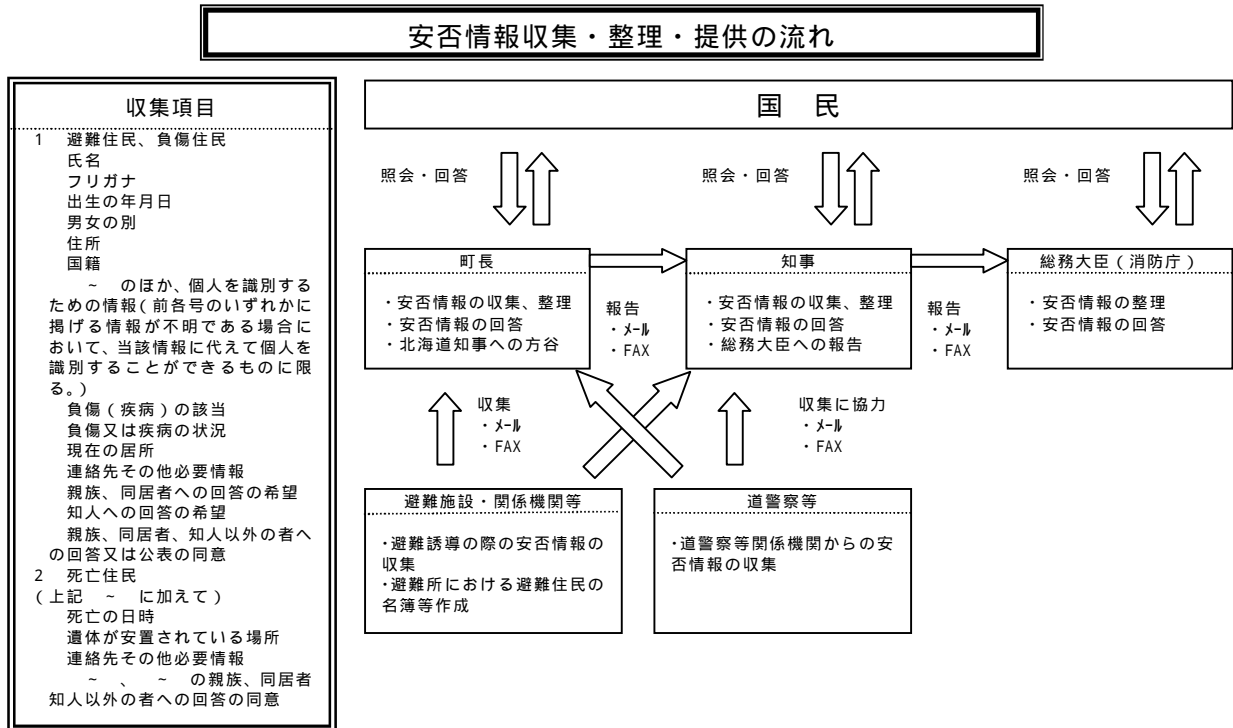 安否情報収集・整理・提供の流れ
収集項目
1 避難住民、負傷住民
氏名
フリガナ
出生の年月日
男女の別
住所
国籍
~ のほか、個人を識別する
ための情報(前各号のいずれかに
掲げる情報が不明である場合に
おいて、当該情報に代えて個人を
識別することができるものに限
る。)
負傷(疾病)の該当
負傷又は疾病の状況
現在の居所
連絡先その他必要情報
親族、同居者への回答の希望
知人への回答の希望
親族、同居者、知人以外の者へ
の回答又は公表の同意
2 死亡住民
(上記 ~ に加えて)
死亡の日時
遺体が安置されている場所
連絡先その他必要情報
~ 、 ~ の親族、同居者
知人以外の者への回答の同意
国 民
照会・回答
照会・回答
照会・回答
町長
・安否情報の収集、整理
・安否情報の回答
・北海道知事への方谷
報告
・メール
・FAX
知事
・安否情報の収集、整理
・安否情報の回答
・総務大臣への報告
報告
・メール
・FAX
総務大臣(消防庁)
・安否情報の整理
・安否情報の回答
収集
・メール
・FAX
収集に協力
・メール
・FAX
避難施設・関係機関等
・避難誘導の際の安否情報の
収集
・避難所における避難住民の
名簿等作成
道警察等
・道警察等関係機関からの安
否情報の収集